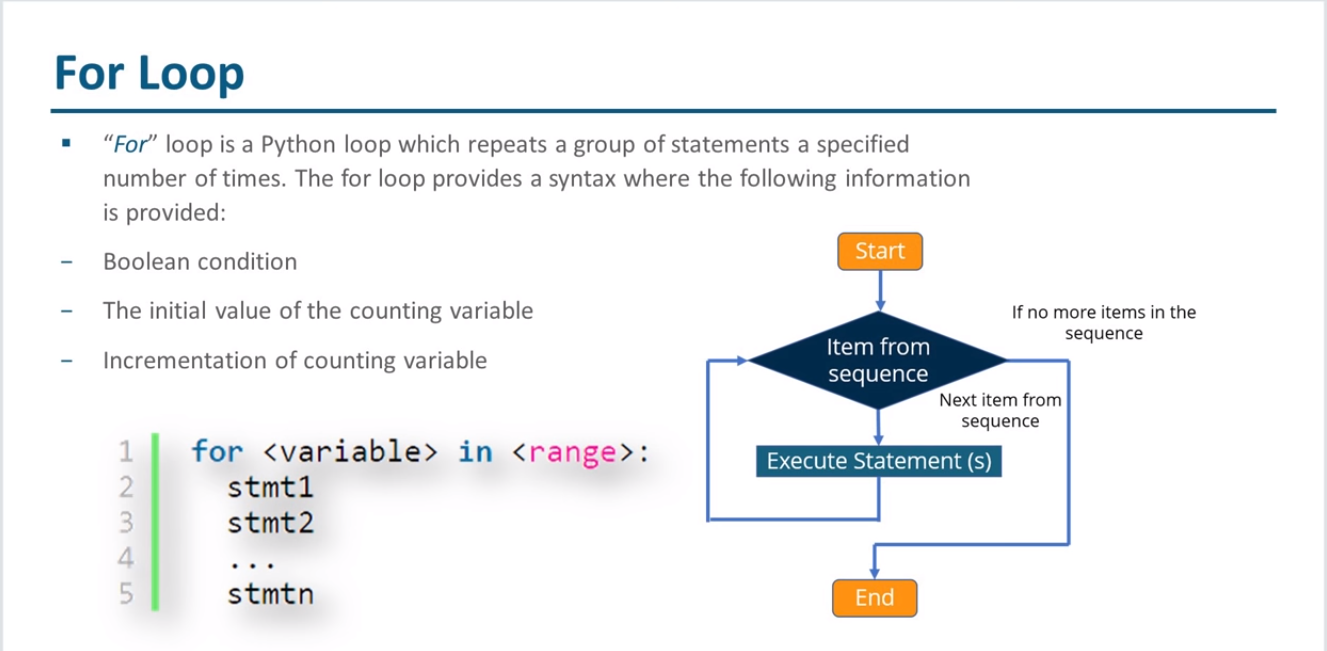 For Loop
▪ “For” loop is a Python loop which repeats a group of statements a specified
number of times. The for loop provides a syntax where the following information
is provided:
– Boolean condition
– The initial value of the counting variable
– Incrementation of counting variable
1 for <variable> in <range>:
2 stmt1
3 stmt2
4 ...
5 stmtn
Start
Item from
sequence
If no more items in the
sequence
Next item from
sequence
Execute Statement (s)
End